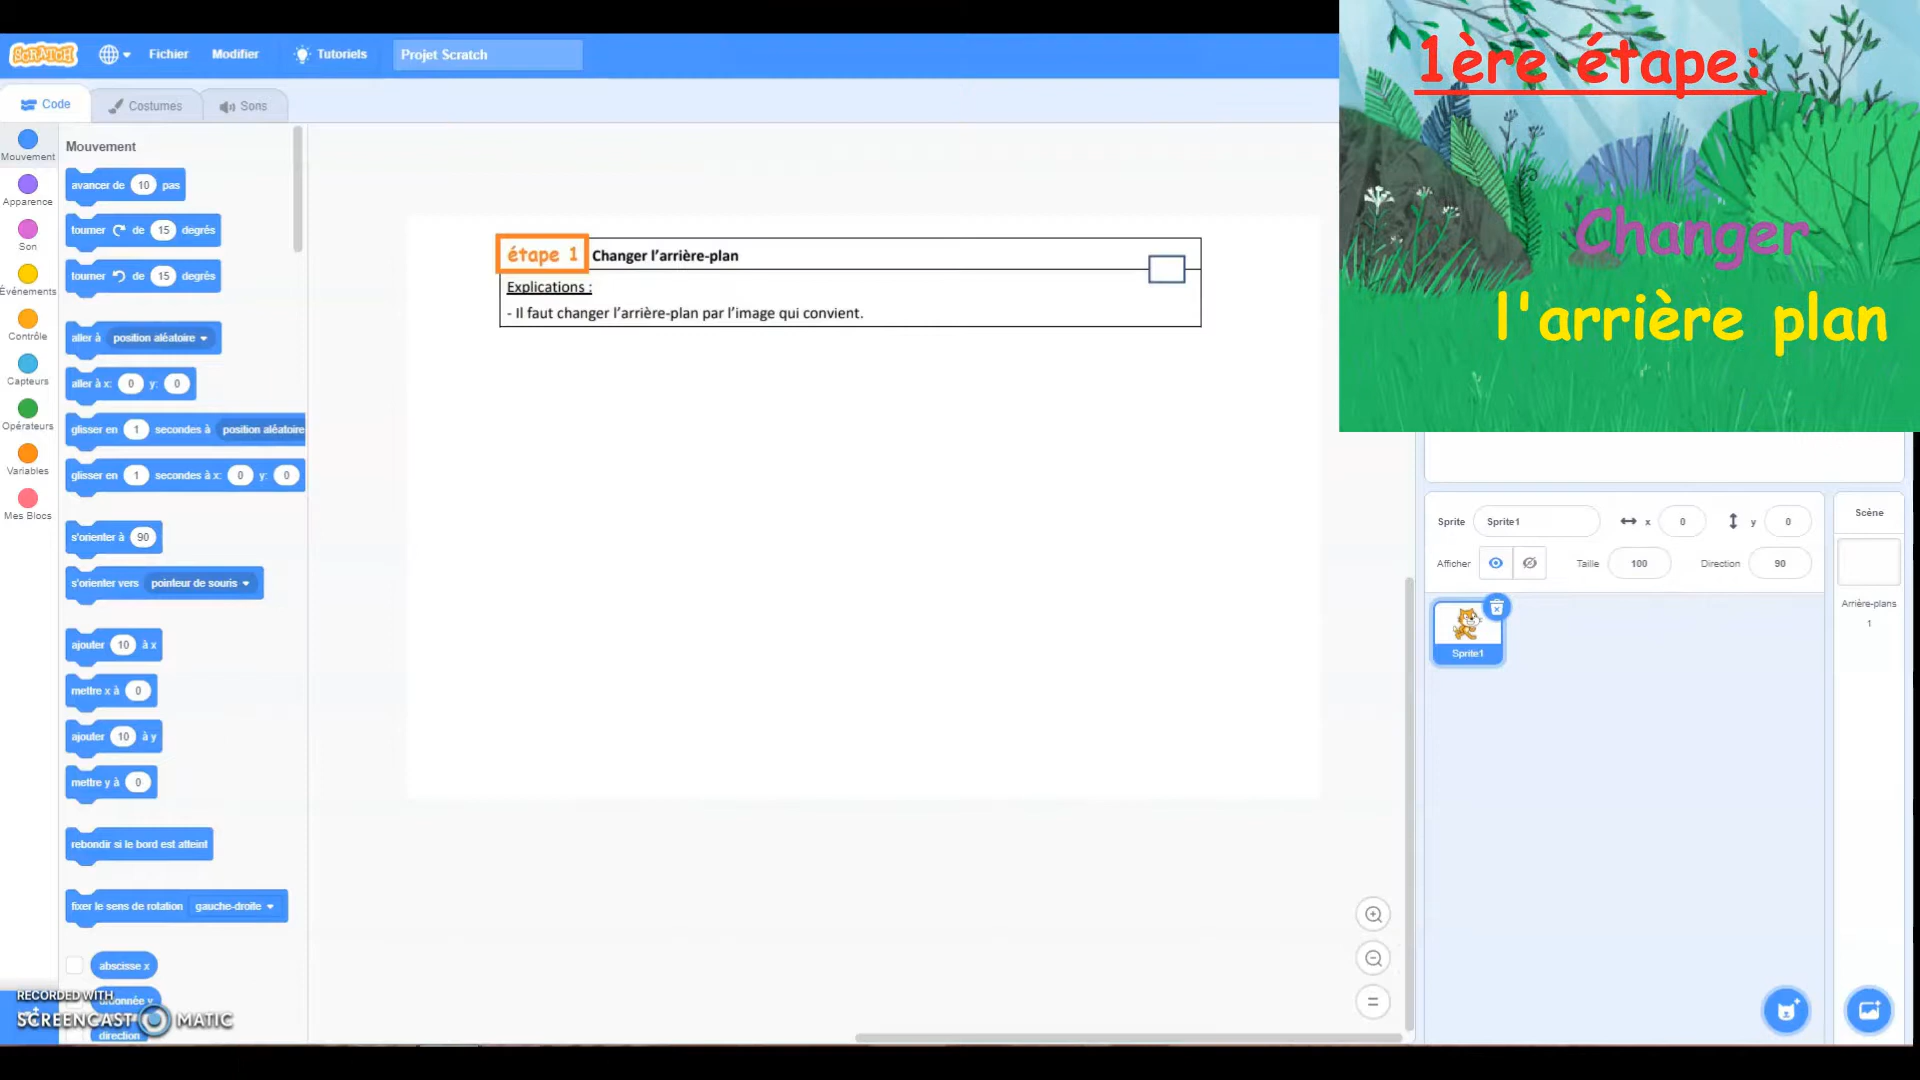 SCRATCH
Fichier
Modifier
Tutoriels
Projet Scratch
Code
Costumes
Sons
Mouvement
Apparence
Son
Événements
Contrôle
Capteurs
Opérateurs
Variables
Mes Blocs
Mouvement
avancer de 10 pas
tourner de 15 degrés
tourner de 15 degrés
aller à position aléatoire
aller à x: 0 y: 0
glisser en 1 secondes à position aléatoire
glisser en 1 secondes à x: 0 y: 0
s'orienter à 90
s'orienter vers pointeur de souris
ajouter 10 à x
mettre x à 0
ajouter 10 à y
mettre y à 0
rebondir si le bord est atteint
fixer le sens de rotation gauche-droite
abscisse x
ordonnée y
direction
RECORDED WITH
SCREENCAST MATIC
étape 1 Changer l'arrière-plan
Explications :
- Il faut changer l'arrière-plan par l'image qui convient.
1ère étape:
Changer
l'arrière plan
Sprite Sprite1 x 0 y 0
Afficher Taille 100 Direction 90
Sprite1
Scène
Arrière-plans
1